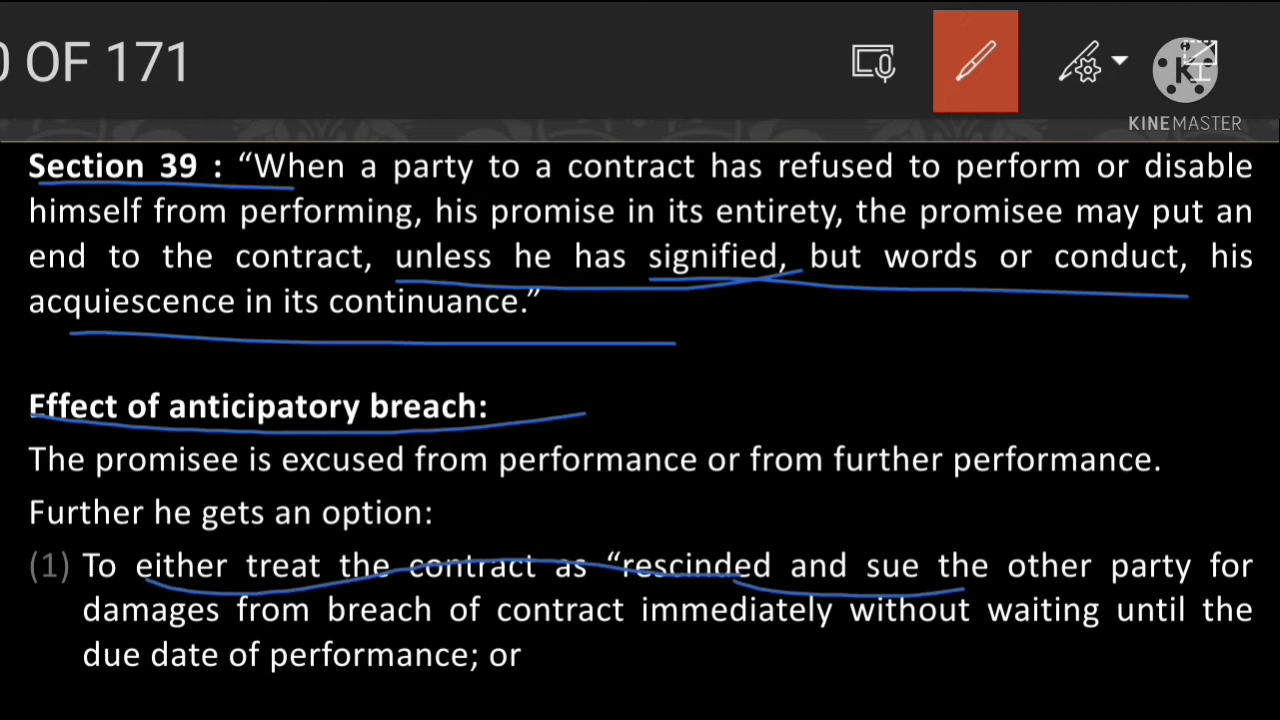 0 OF 171
KINEMASTER
Section 39 : “When a party to a contract has refused to perform or disable
himself from performing, his promise in its entirety, the promisee may put an
end to the contract, unless he has signified, but words or conduct, his
acquiescence in its continuance.”
Effect of anticipatory breach:
The promisee is excused from performance or from further performance.
Further he gets an option:
(1) To either treat the contract as “rescinded and sue the other party for
damages from breach of contract immediately without waiting until the
due date of performance; or